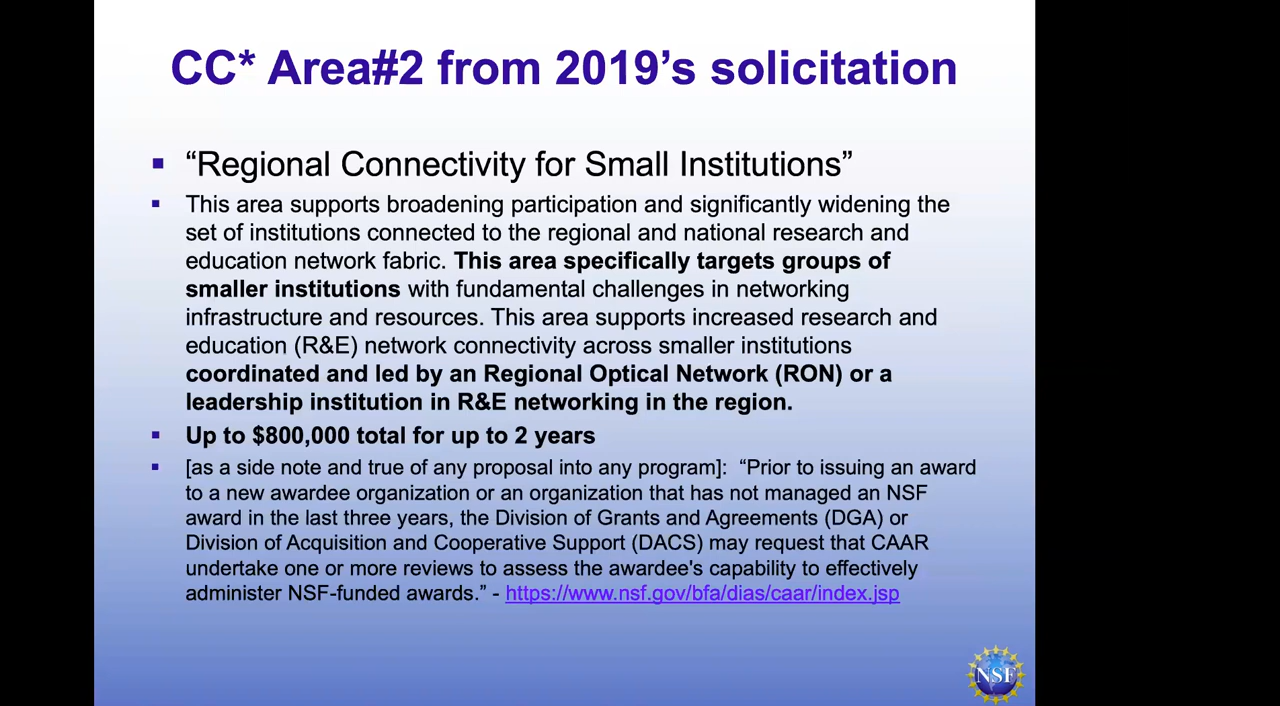 CC* Area#2 from 2019’s solicitation
▪ “Regional Connectivity for Small Institutions”
▪ This area supports broadening participation and significantly widening the
set of institutions connected to the regional and national research and
education network fabric. This area specifically targets groups of
smaller institutions with fundamental challenges in networking
infrastructure and resources. This area supports increased research and
education (R&E) network connectivity across smaller institutions
coordinated and led by an Regional Optical Network (RON) or a
leadership institution in R&E networking in the region.
▪ Up to $800,000 total for up to 2 years
▪ [as a side note and true of any proposal into any program]: “Prior to issuing an award
to a new awardee organization or an organization that has not managed an NSF
award in the last three years, the Division of Grants and Agreements (DGA) or
Division of Acquisition and Cooperative Support (DACS) may request that CAAR
undertake one or more reviews to assess the awardee's capability to effectively
administer NSF-funded awards.” - https://www.nsf.gov/bfa/dias/caar/index.jsp
NSF